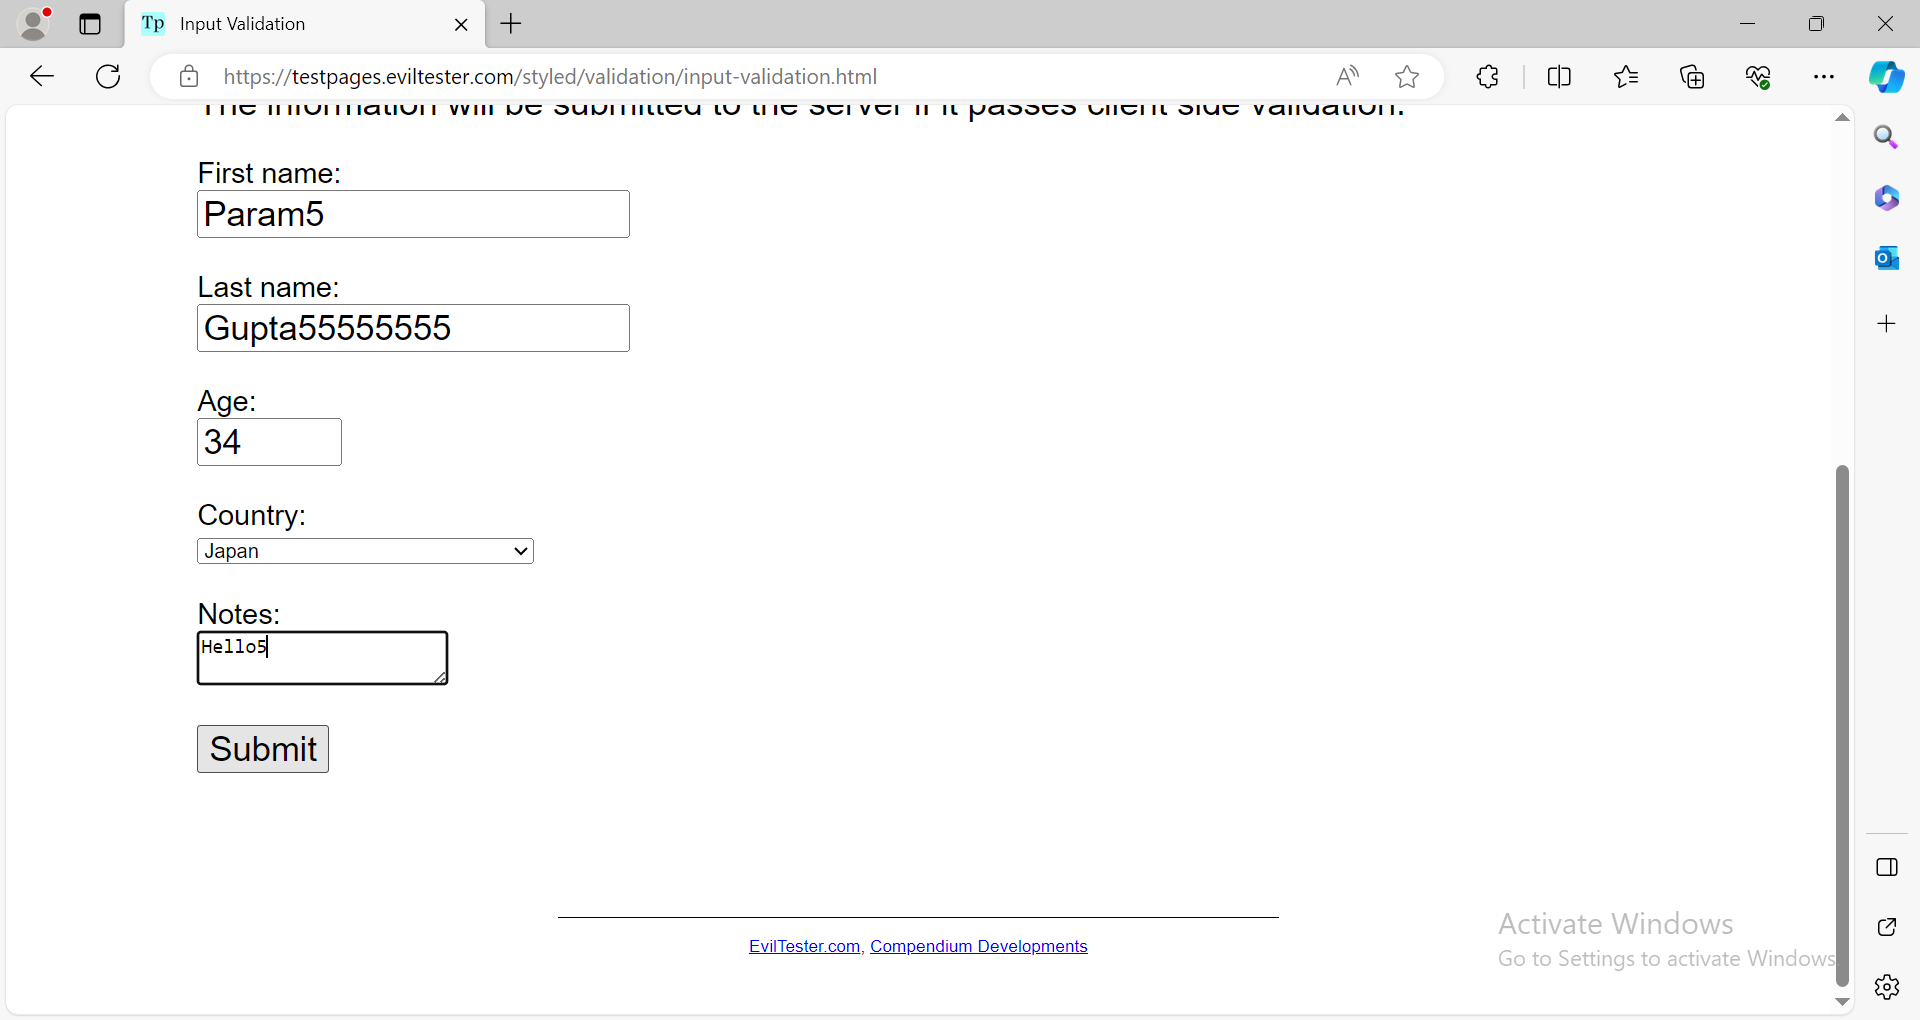 Tp Input Validation
https://testpages.eviltester.com/styled/validation/input-validation.html
The information will be submitted to the server if it passes client side validation.
First name:
Param5
Last name:
Gupta55555555
Age:
34
Country:
Japan
Notes:
Hello5
Submit
EvilTester.com, Compendium Developments
Activate Windows
Go to Settings to activate Windows.